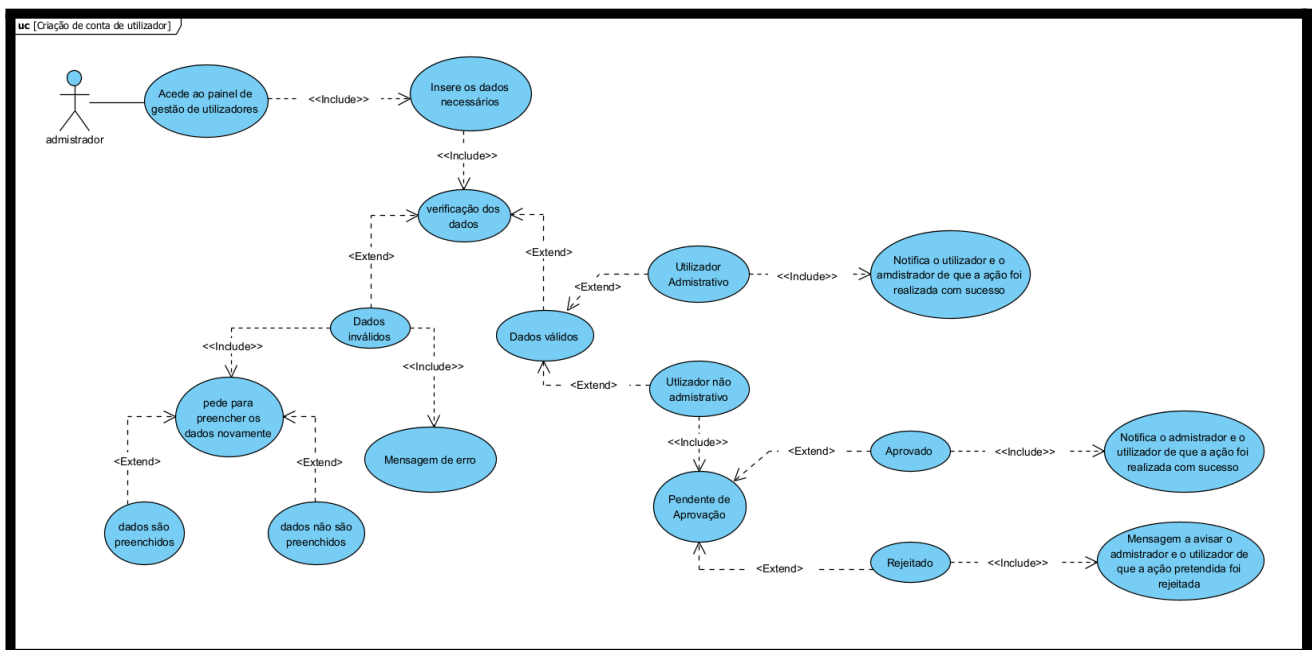 uc [Criação de conta de utilizador]
admistrador
Acede ao painel de
gestão de utilizadores
<<Include>>
Insere os dados
necessários
<<Include>>
verificação dos
dados
<Extend>
<Extend>
Utilizador
Admistrativo
<<Include>>
Notifica o utilizador e o
amdistrador de que a ação foi
realizada com sucesso
<Extend>
Dados
inválidos
Dados válidos
<<Include>>
<<Include>>
<Extend>
Utlizador não
admistrativo
pede para
preencher os
dados novamente
Mensagem de erro
<<Include>>
<Extend>
Aprovado
<<Include>>
Notifica o admistrador e o
utilizador de que a ação foi
realizada com sucesso
<Extend>
<Extend>
Pendente de
Aprovação
dados são
preenchidos
dados não são
preenchidos
<Extend>
Rejeitado
<<Include>>
Mensagem a avisar o
admistrador e o utilizador de
que a ação pretendida foi
rejeitada